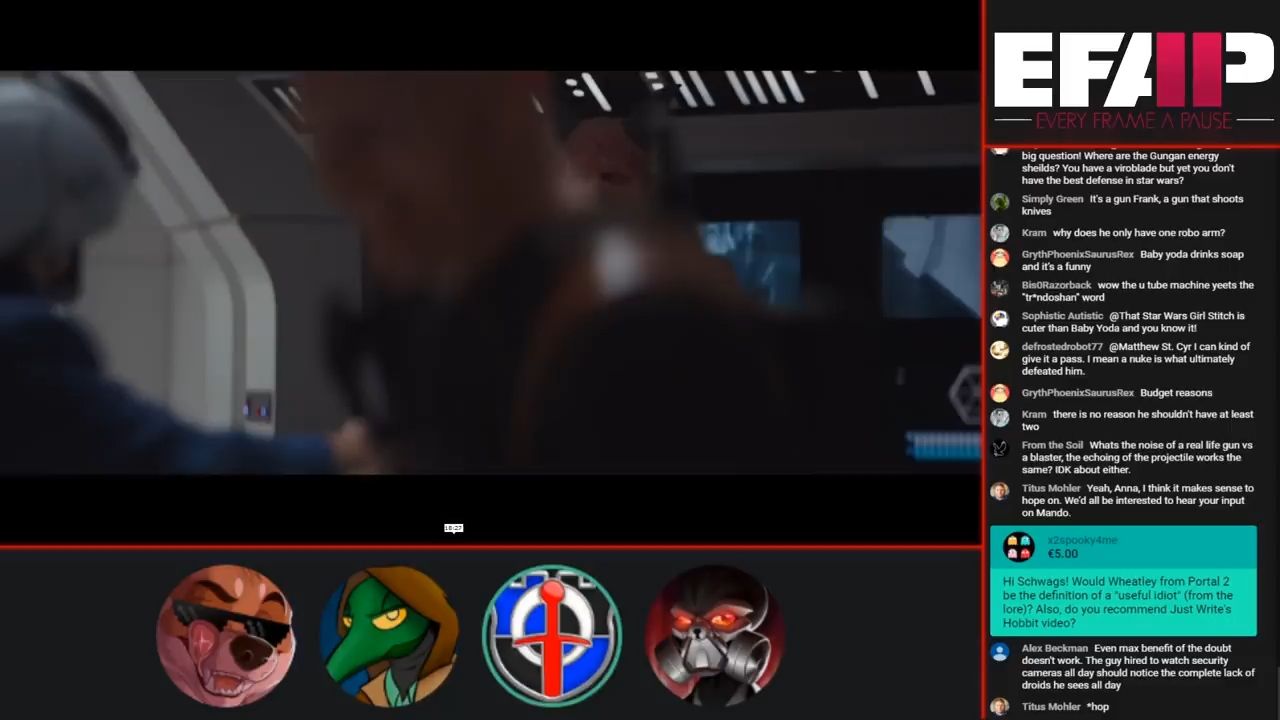 EFAP
EVERY FRAME A PAUSE
big question! Where are the Gungan energy
sheilds? You have a viroblade but yet you don't
have the best defense in star wars?
Simply Green It's a gun Frank, a gun that shoots
knives
Kram why does he only have one robo arm?
GrythPhoenixSaurusRex Baby yoda drinks soap
and it's a funny
Bis0Razorback wow the u tube machine yeets the
"tr*ndoshan" word
Sophistic Autistic @That Star Wars Girl Stitch is
cuter than Baby Yoda and you know it!
defrostedrobot77 @Matthew St. Cyr I can kind of
give it a pass. I mean a nuke is what ultimately
defeated him.
GrythPhoenixSaurusRex Budget reasons
Kram there is no reason he shouldn't have at least
two
From the Soil Whats the noise of a real life gun vs
a blaster, the echoing of the projectile works the
same? IDK about either.
Titus Mohler Yeah, Anna, I think it makes sense to
hope on. We'd all be interested to hear your input
on Mando.
x2spooky4me
€5.00
Hi Schwags! Would Wheatley from Portal 2
be the definition of a "useful idiot" (from the
lore)? Also, do you recommend Just Write's
Hobbit video?
Alex Beckman Even max benefit of the doubt
doesn't work. The guy hired to watch security
cameras all day should notice the complete lack of
droids he sees all day
Titus Mohler *hop
16:27